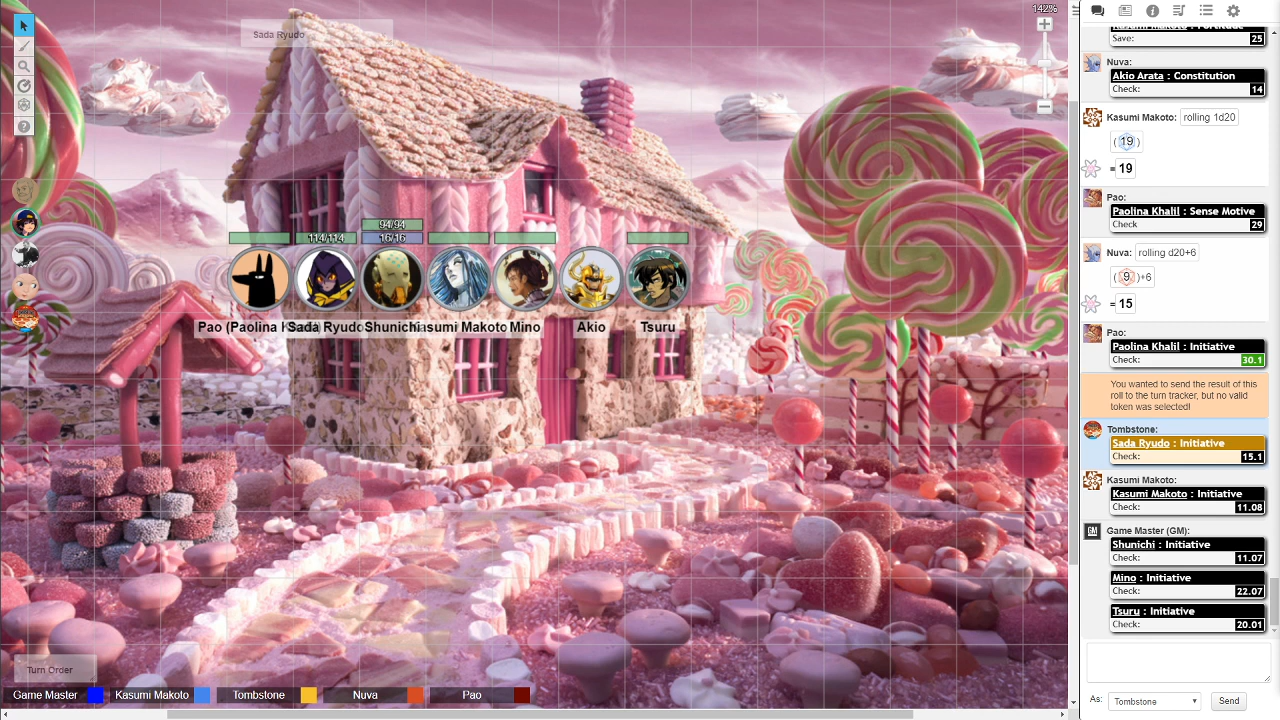 Sada Ryudo
142%
94/94
114/114
16/16
Pao (Paolina K
Sada Ryudo
Shunichi
Kasumi Makoto
Mino
Akio
Tsuru
Turn Order
Game Master
Kasumi Makoto
Tombstone
Nuva
Pao
Save:
25
Nuva:
Akio Arata : Constitution
Check:
14
Kasumi Makoto: rolling 1d20
(19)
=19
Pao:
Paolina Khalil : Sense Motive
Check
29
Nuva: rolling d20+6
(9)+6
=15
Pao:
Paolina Khalil : Initiative
Check:
30.1
You wanted to send the result of this
roll to the turn tracker, but no valid
token was selected!
Tombstone:
Sada Ryudo : Initiative
Check:
15.1
Kasumi Makoto:
Kasumi Makoto : Initiative
Check:
11.08
GM
Game Master (GM):
Shunichi : Initiative
Check:
11.07
Mino : Initiative
Check:
22.07
Tsuru : Initiative
Check:
20.01
As:
Tombstone
Send